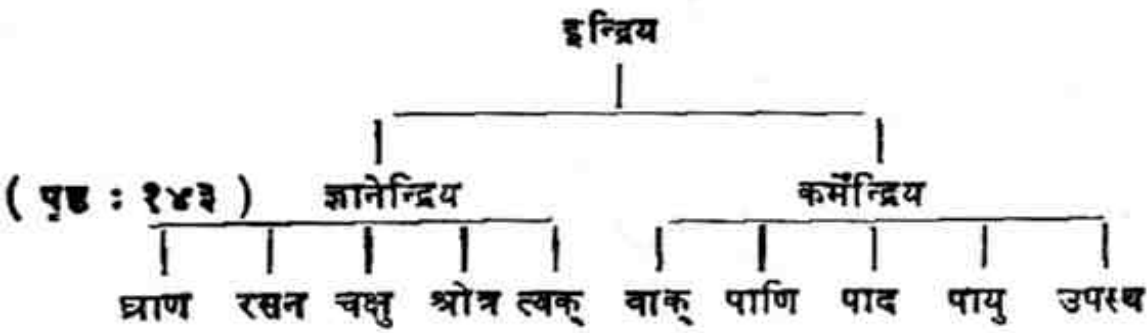 इन्द्रिय
( पृष्ठ : १४३ ) ज्ञानेन्द्रिय कर्मेन्द्रिय
घ्राण रसन चक्षु श्रोत्र त्वक् वाक् पाणि पाद पायु उपस्थ